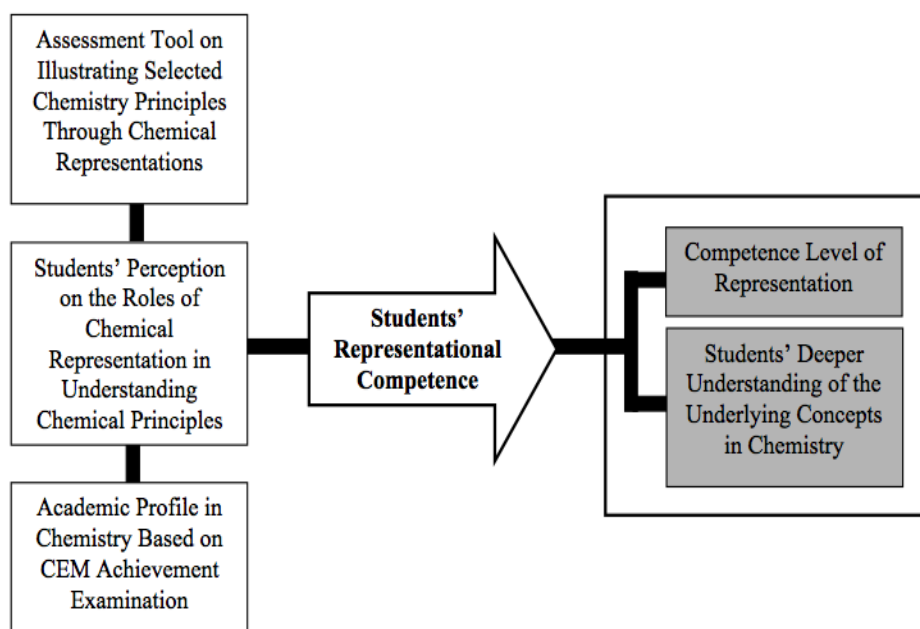 Assessment Tool on
Illustrating Selected
Chemistry Principles
Through Chemical
Representations
Students' Perception
on the Roles of
Chemical
Representation in
Understanding
Chemical Principles
Academic Profile in
Chemistry Based on
CEM Achievement
Examination
Students'
Representational
Competence
Competence Level of
Representation
Students' Deeper
Understanding of the
Underlying Concepts
in Chemistry